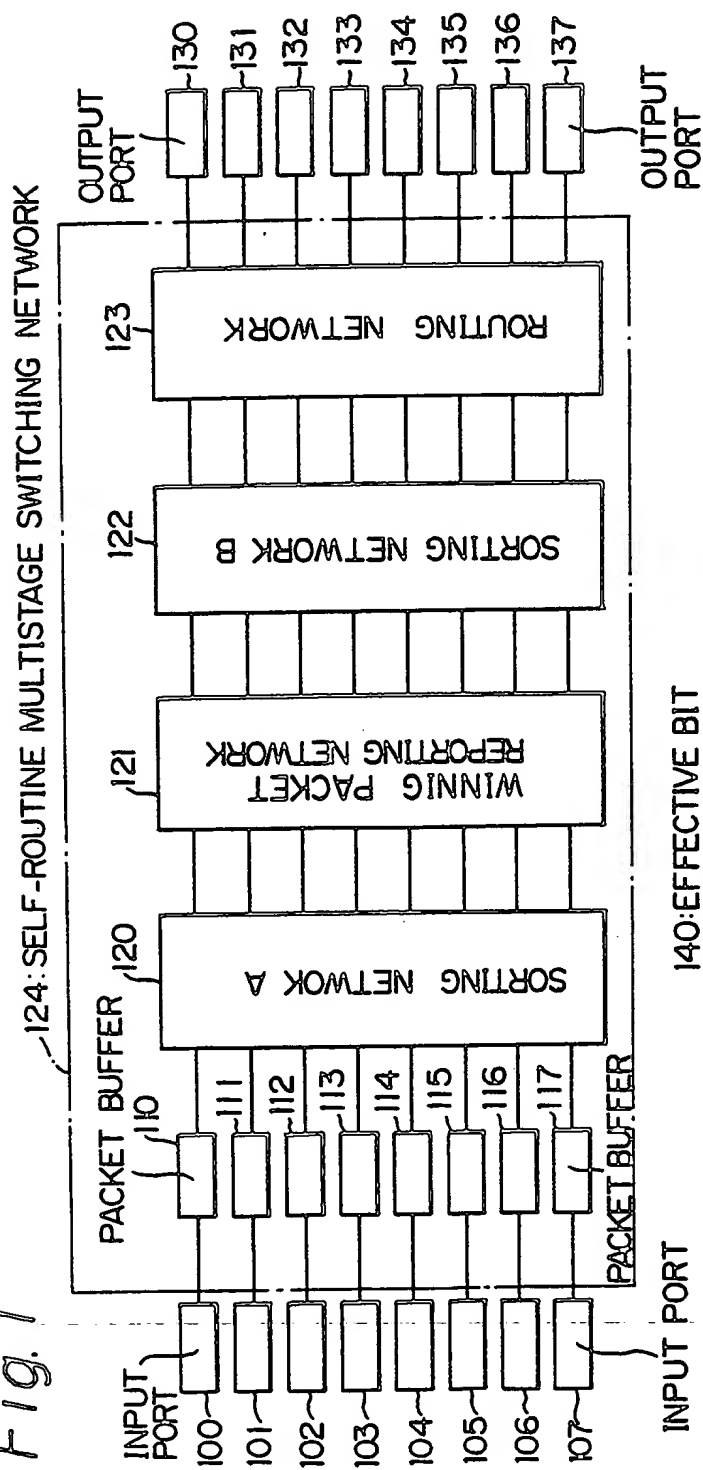 Fig. 1
124: SELF-ROUTINE MULTISTAGE SWITCHING NETWORK
INPUT
PORT
100
101
102
103
104
105
106
107
INPUT PORT
PACKET BUFFER
110
111
112
113
114
115
116
117
PACKET BUFFER
120
SORTING NETWOK A
121
WINNIG PACKET
REPORTING NETWORK
122
SORTING NETWORK B
123
ROUTING NETWORK
OUTPUT
PORT
130
131
132
133
134
135
136
137
OUTPUT
PORT
140:EFFECTIVE BIT